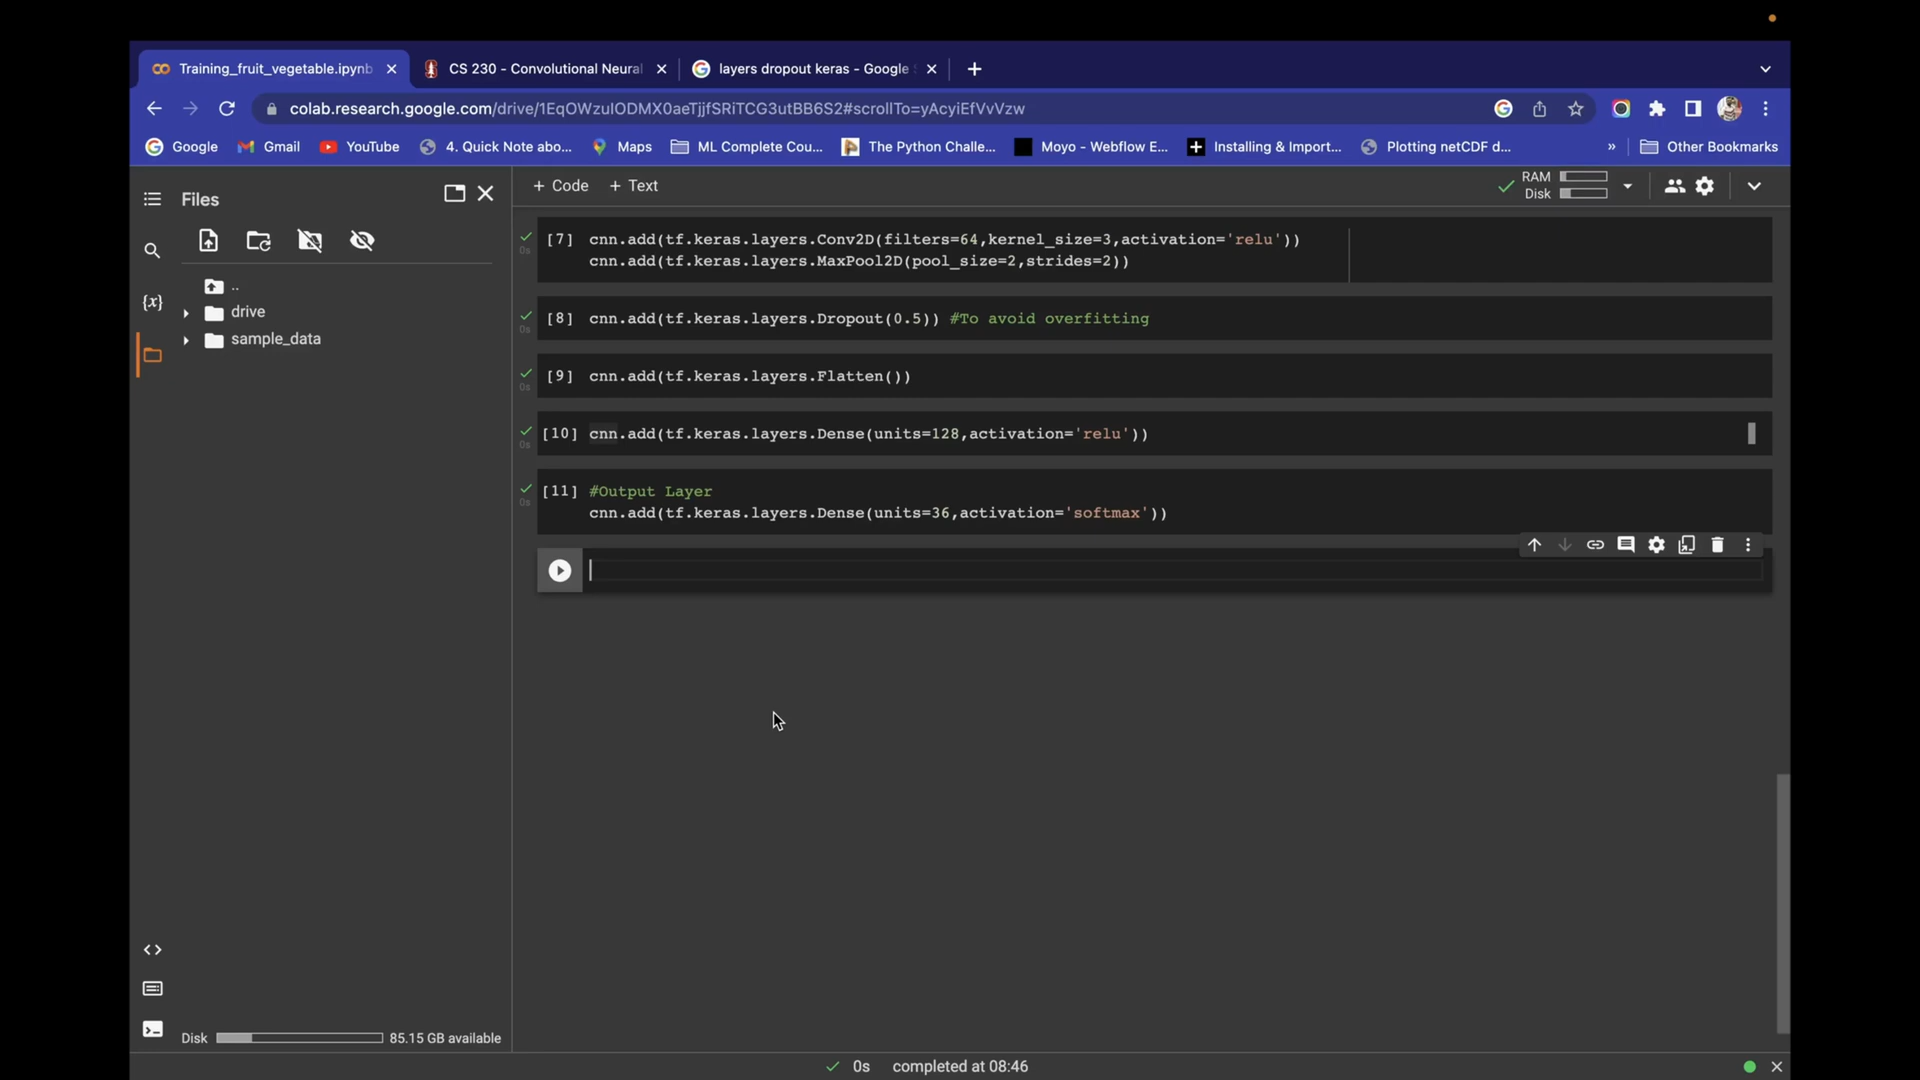 Training_fruit_vegetable.ipynb
CS 230 - Convolutional Neural
layers dropout keras - Google
colab.research.google.com/drive/1EqOWzuIODMX0aeTjjfSRiTCG3utBB6S2#scrollTo=yAcyiEfVvVzw
Google
Gmail
YouTube
4. Quick Note abo...
Maps
ML Complete Cou...
The Python Challe...
Moyo - Webflow E...
Installing & Import...
Plotting netCDF d...
»
Other Bookmarks
Files
+ Code
+ Text
RAM
Disk
{x}
..
drive
sample_data
[7] cnn.add(tf.keras.layers.Conv2D(filters=64,kernel_size=3,activation='relu'))
cnn.add(tf.keras.layers.MaxPool2D(pool_size=2,strides=2))
0s
[8] cnn.add(tf.keras.layers.Dropout(0.5)) #To avoid overfitting
0s
[9] cnn.add(tf.keras.layers.Flatten())
0s
[10] cnn.add(tf.keras.layers.Dense(units=128,activation='relu'))
0s
[11] #Output Layer
cnn.add(tf.keras.layers.Dense(units=36,activation='softmax'))
0s
Disk
85.15 GB available
0s completed at 08:46